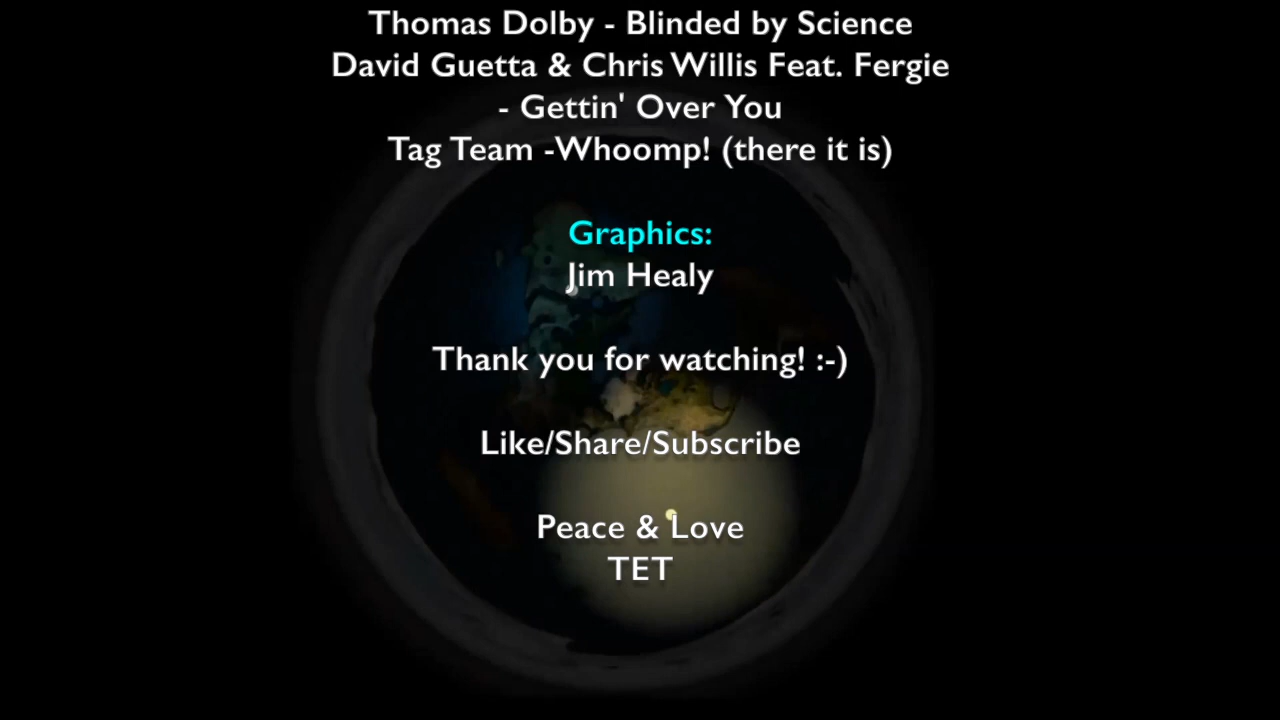 Thomas Dolby - Blinded by Science
David Guetta & Chris Willis Feat. Fergie
- Gettin' Over You
Tag Team -Whoomp! (there it is)
Graphics:
Jim Healy
Thank you for watching! :-)
Like/Share/Subscribe
Peace & Love
TET